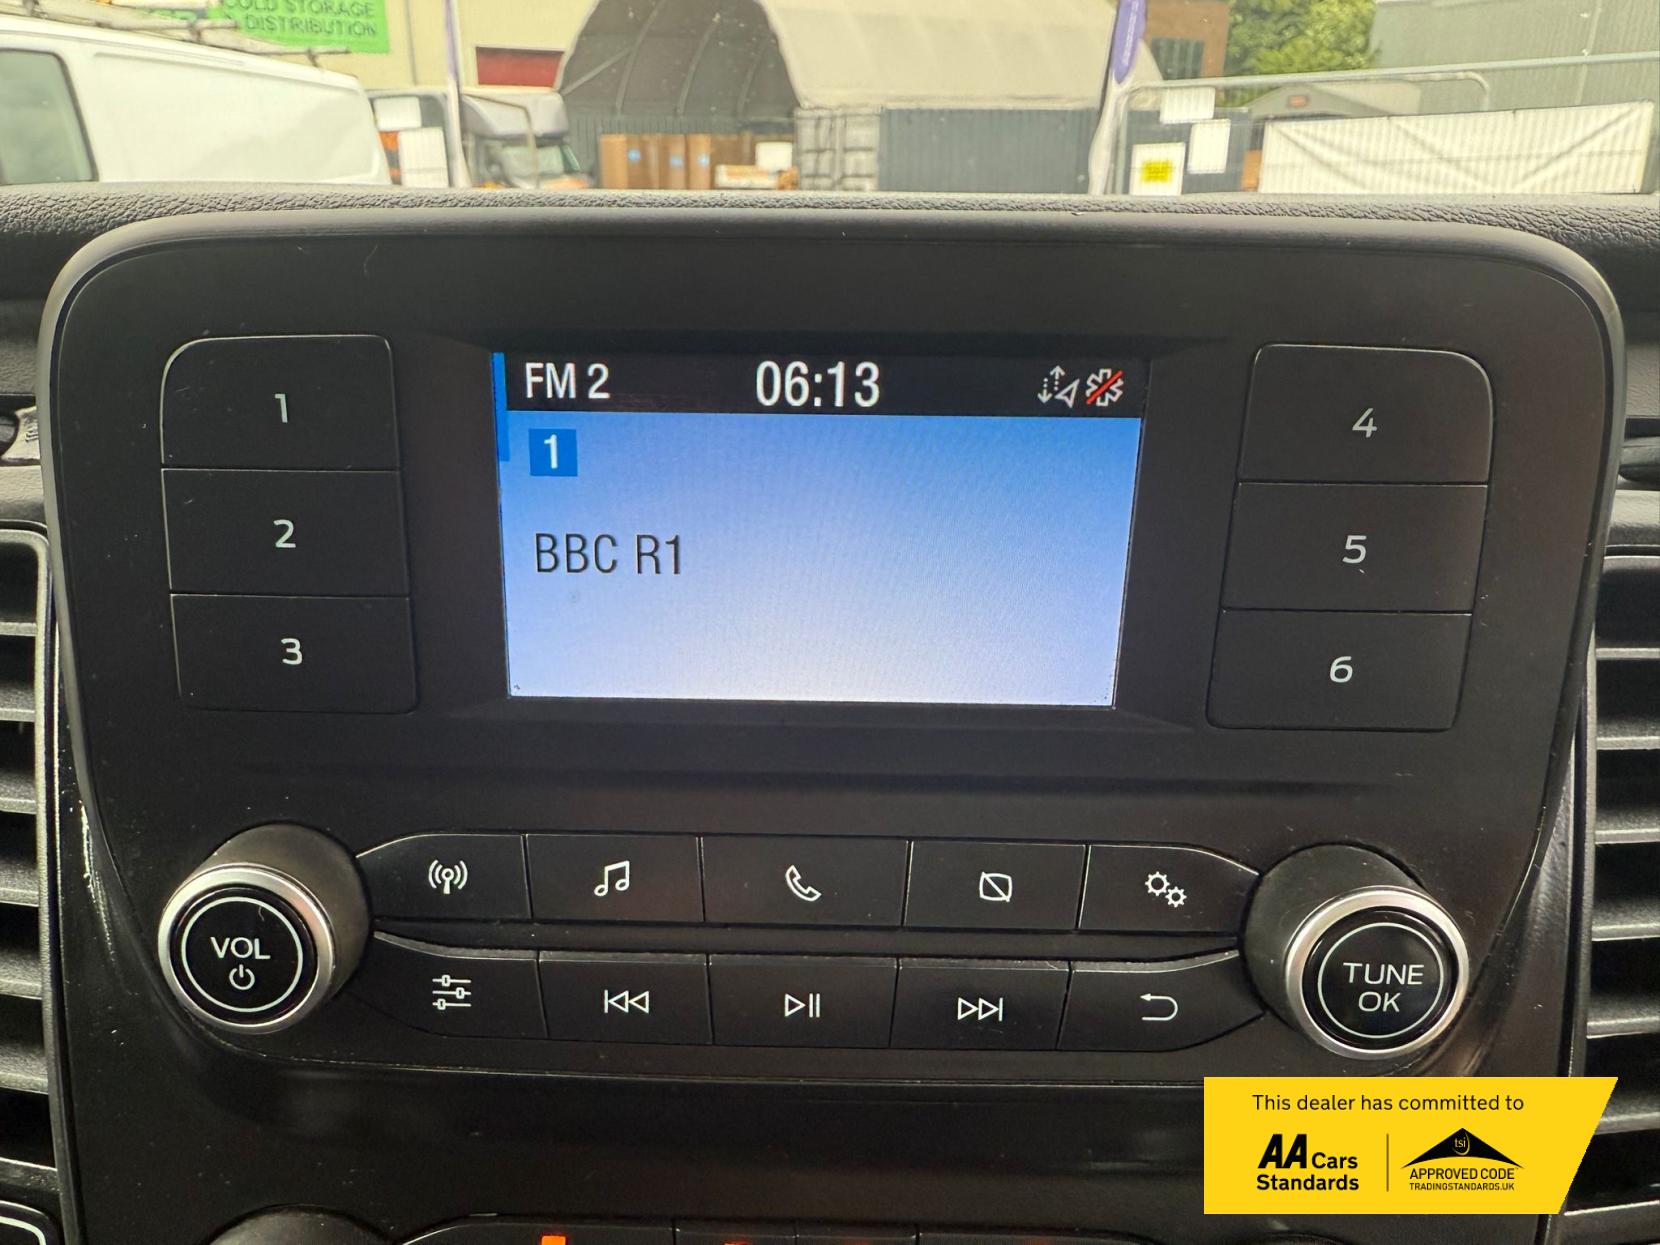 COLD STORAGE
DISTRIBUTION
FM 2 06:13
1
BBC R1
1
2
3
4
5
6
VOL
TUNE
OK
This dealer has committed to
AA Cars
Standards
tsi
APPROVED CODE
TRADINGSTANDARDS.UK